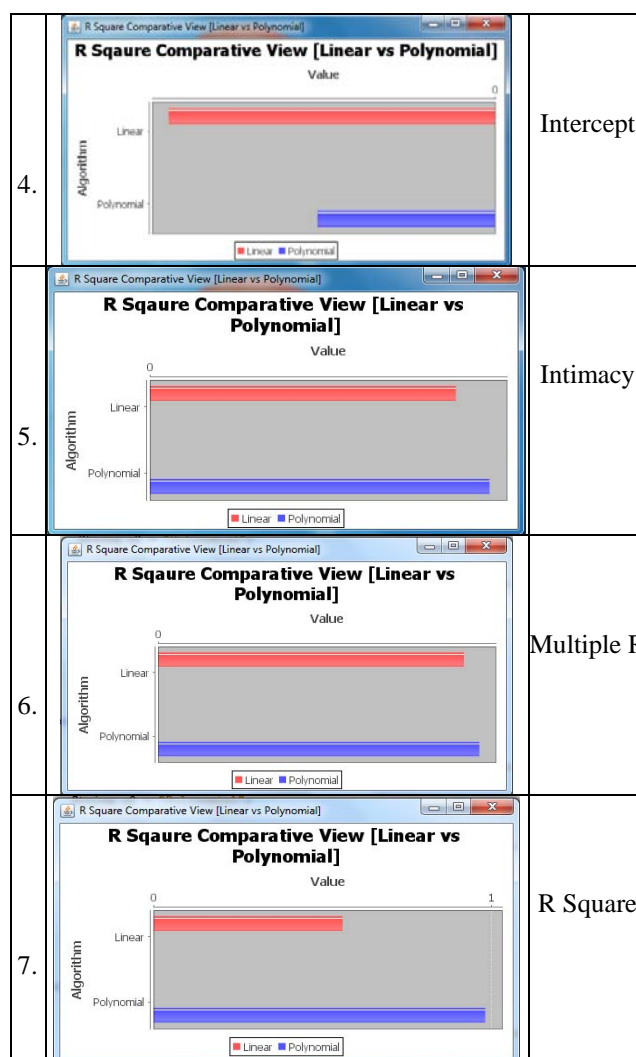 4.
R Square Comparative View [Linear vs Polynomial]
R Sqaure Comparative View [Linear vs Polynomial]
Value
0
Algorithm
Linear
Polynomial
Linear Polynomial
Intercept
5.
R Square Comparative View [Linear vs Polynomial]
R Sqaure Comparative View [Linear vs
Polynomial]
Value
0
Algorithm
Linear
Polynomial
Linear Polynomial
Intimacy
6.
R Square Comparative View [Linear vs Polynomial]
R Sqaure Comparative View [Linear vs
Polynomial]
Value
0
Algorithm
Linear
Polynomial
Linear Polynomial
Multiple R
7.
R Square Comparative View [Linear vs Polynomial]
R Sqaure Comparative View [Linear vs
Polynomial]
Value
0 1
Algorithm
Linear
Polynomial
Linear Polynomial
R Square